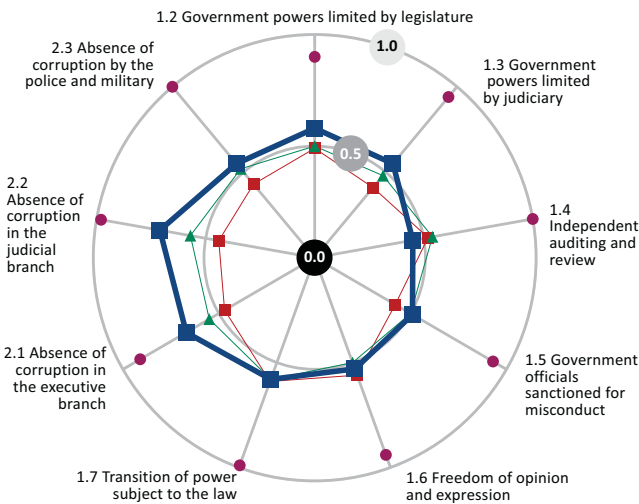 1.2 Government powers limited by legislature
2.3 Absence of
corruption by the
police and military
1.0
1.3 Government
powers limited
by judiciary
0.5
2.2
Absence of
corruption
in the
judicial
branch
1.4
Independent
auditing and
review
0.0
2.1 Absence of
corruption in
the executive
branch
1.5 Government
officials
sanctioned for
misconduct
1.7 Transition of power
subject to the law
1.6 Freedom of opinion
and expression